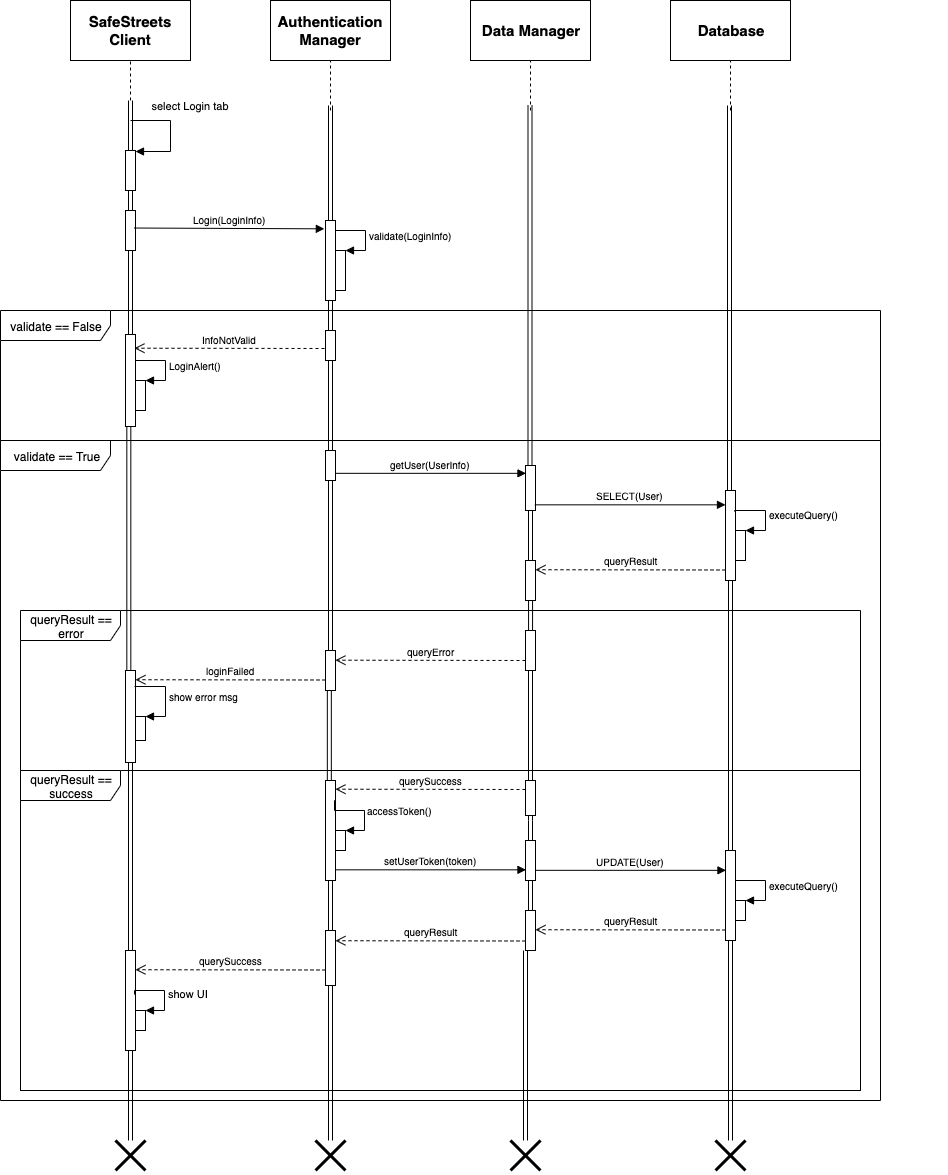 SafeStreets
Client
Authentication
Manager
Data Manager
Database
select Login tab
Login(LoginInfo)
validate(LoginInfo)
validate == False
InfoNotValid
LoginAlert()
validate == True
getUser(UserInfo)
SELECT(User)
executeQuery()
queryResult
queryResult ==
error
queryError
loginFailed
show error msg
queryResult ==
success
querySuccess
accessToken()
setUserToken(token)
UPDATE(User)
executeQuery()
queryResult
queryResult
querySuccess
show UI